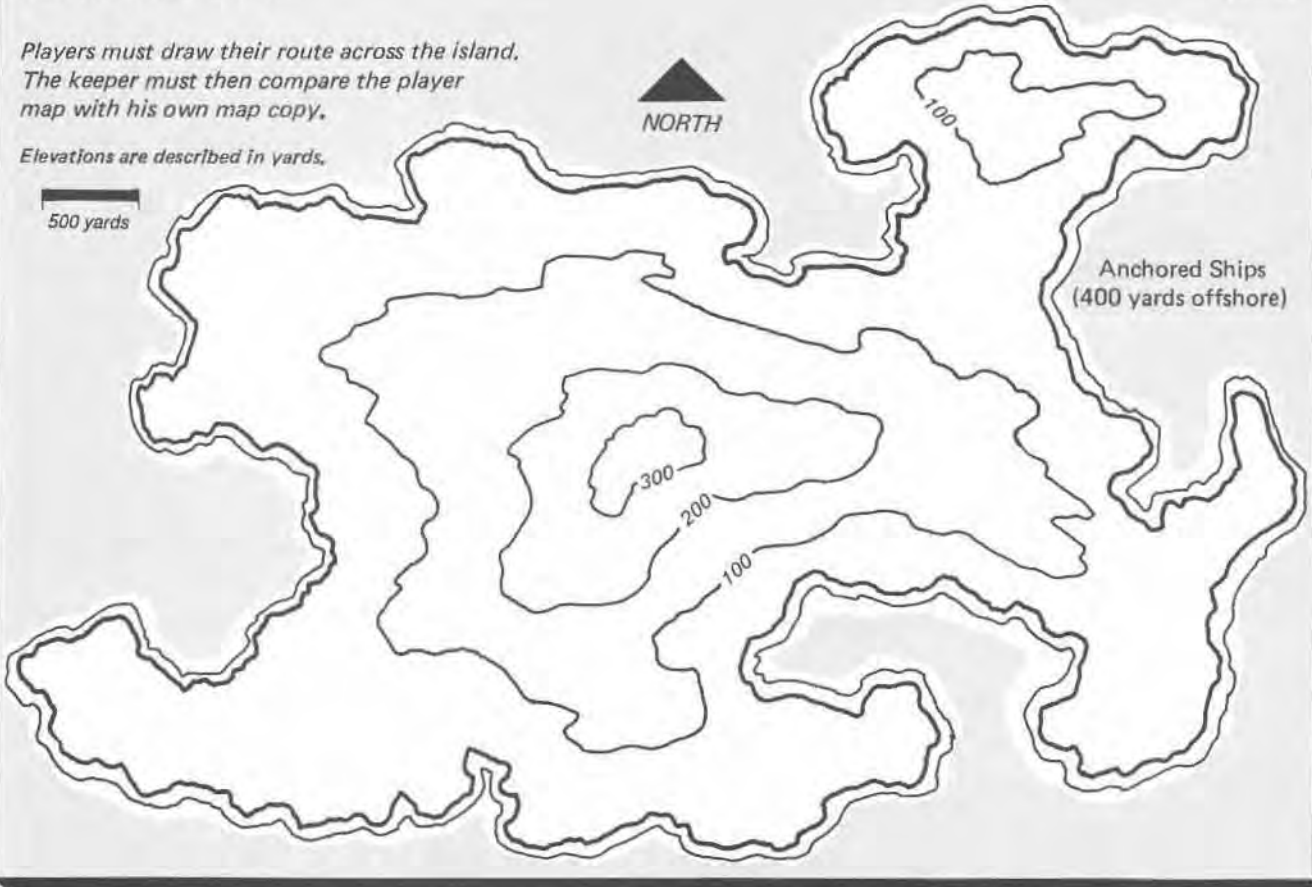 Players must draw their route across the island.
The keeper must then compare the player
map with his own map copy.
Elevations are described in yards.
500 yards
NORTH
100
Anchored Ships
(400 yards offshore)
300
200
100